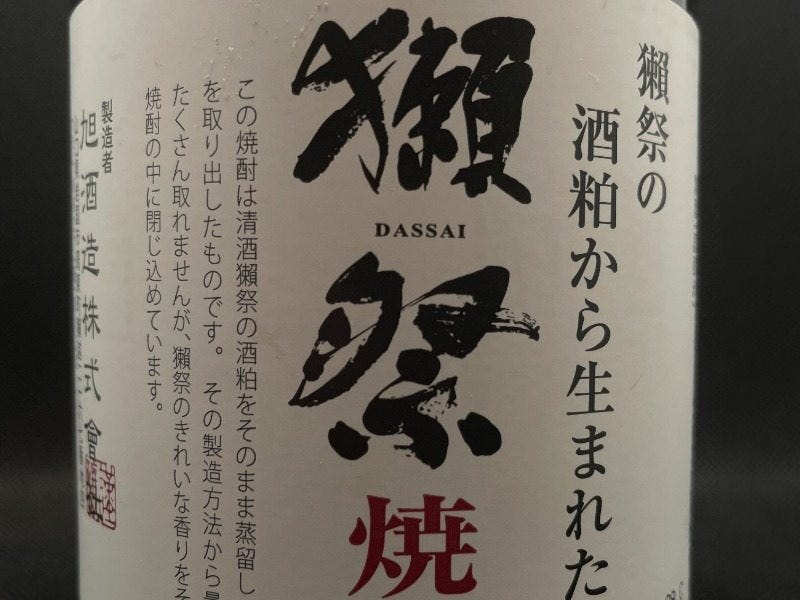 獺祭の
酒粕から生まれた
獺祭
DASSAI
焼
この焼酎は清酒獺祭の酒粕をそのまま蒸留し
を取り出したものです。 その製造方法から
たくさん取れませんが、獺祭のきれいな香りをそ
焼酎の中に閉じ込めています。
製造者
旭酒造株式會